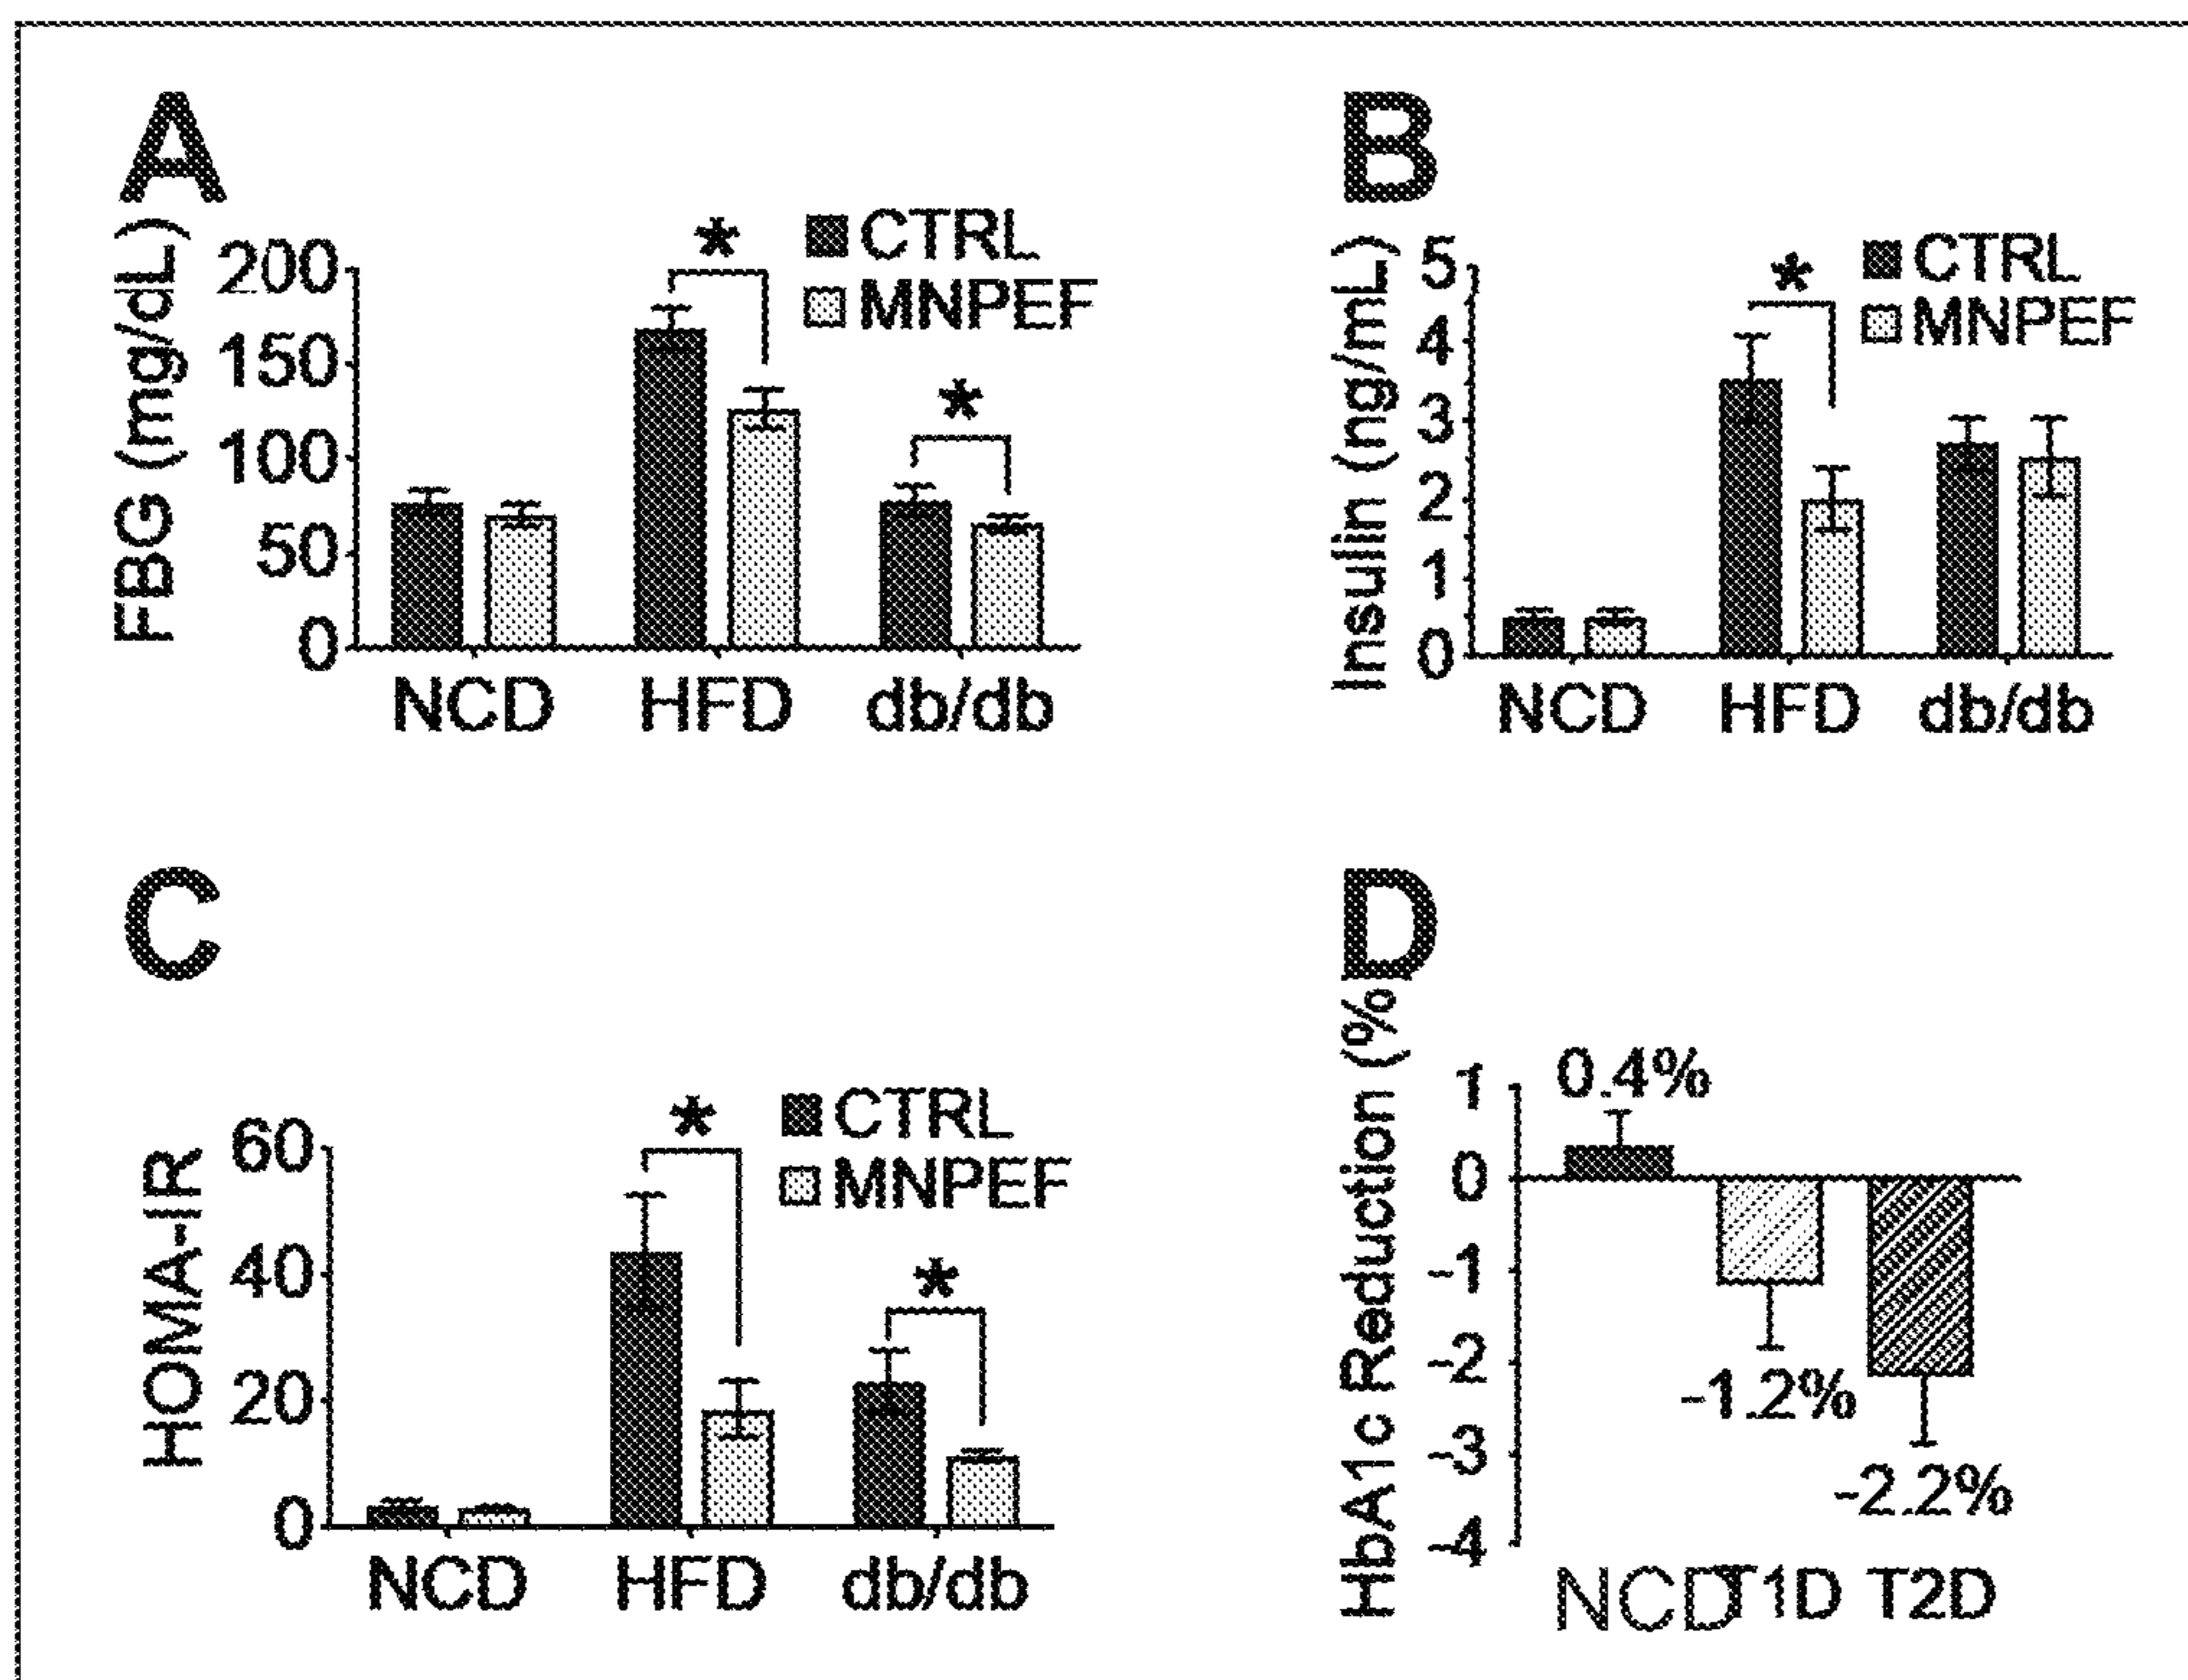 A
FBG (mg/dL)
200
150
100
50
0
*
*
CTRL
MNPEF
NCD HFD db/db
B
Insulin (ng/mL)
5
4
3
2
1
0
*
CTRL
MNPEF
NCD HFD db/db
C
HOMA-IR
60
40
20
0
*
*
CTRL
MNPEF
NCD HFD db/db
D
HbA1c Reduction (%
1
0
-1
-2
-3
-4
0.4%
-1.2%
-2.2%
NCD T1D T2D